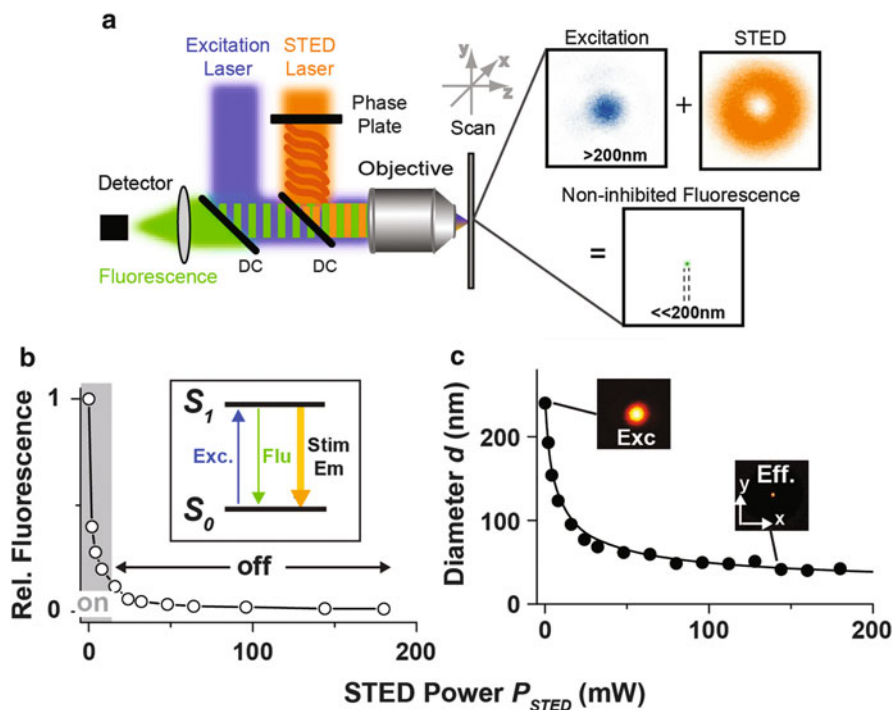 a
Excitation
Laser
STED
Laser
Phase
Plate
Detector
Objective
Fluorescence
DC
DC
y
x
z
Scan
Excitation
STED
>200nm
+
Non-inhibited Fluorescence
=
<<200nm
b
Rel. Fluorescence
1
0
on
off
S1
S0
Exc.
Flu
Stim
Em
0
100
200
c
Diameter d (nm)
200
100
0
Exc
Eff.
y
x
0
100
200
STED Power PSTED (mW)